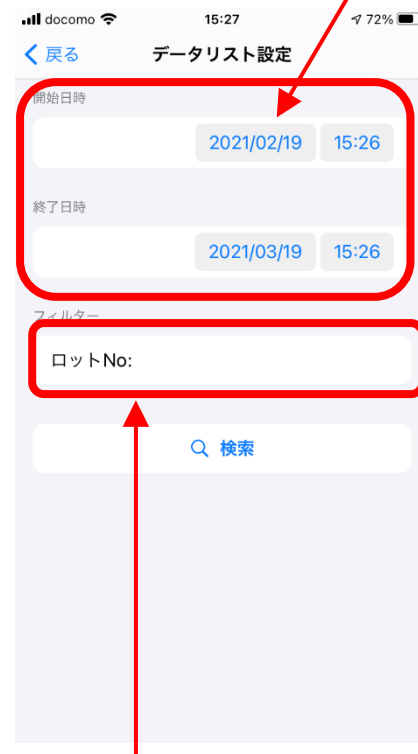 docomo 15:27 72%
戻る データリスト設定
開始日時
2021/02/19 15:26
終了日時
2021/03/19 15:26
フィルター
ロットNo:
検索